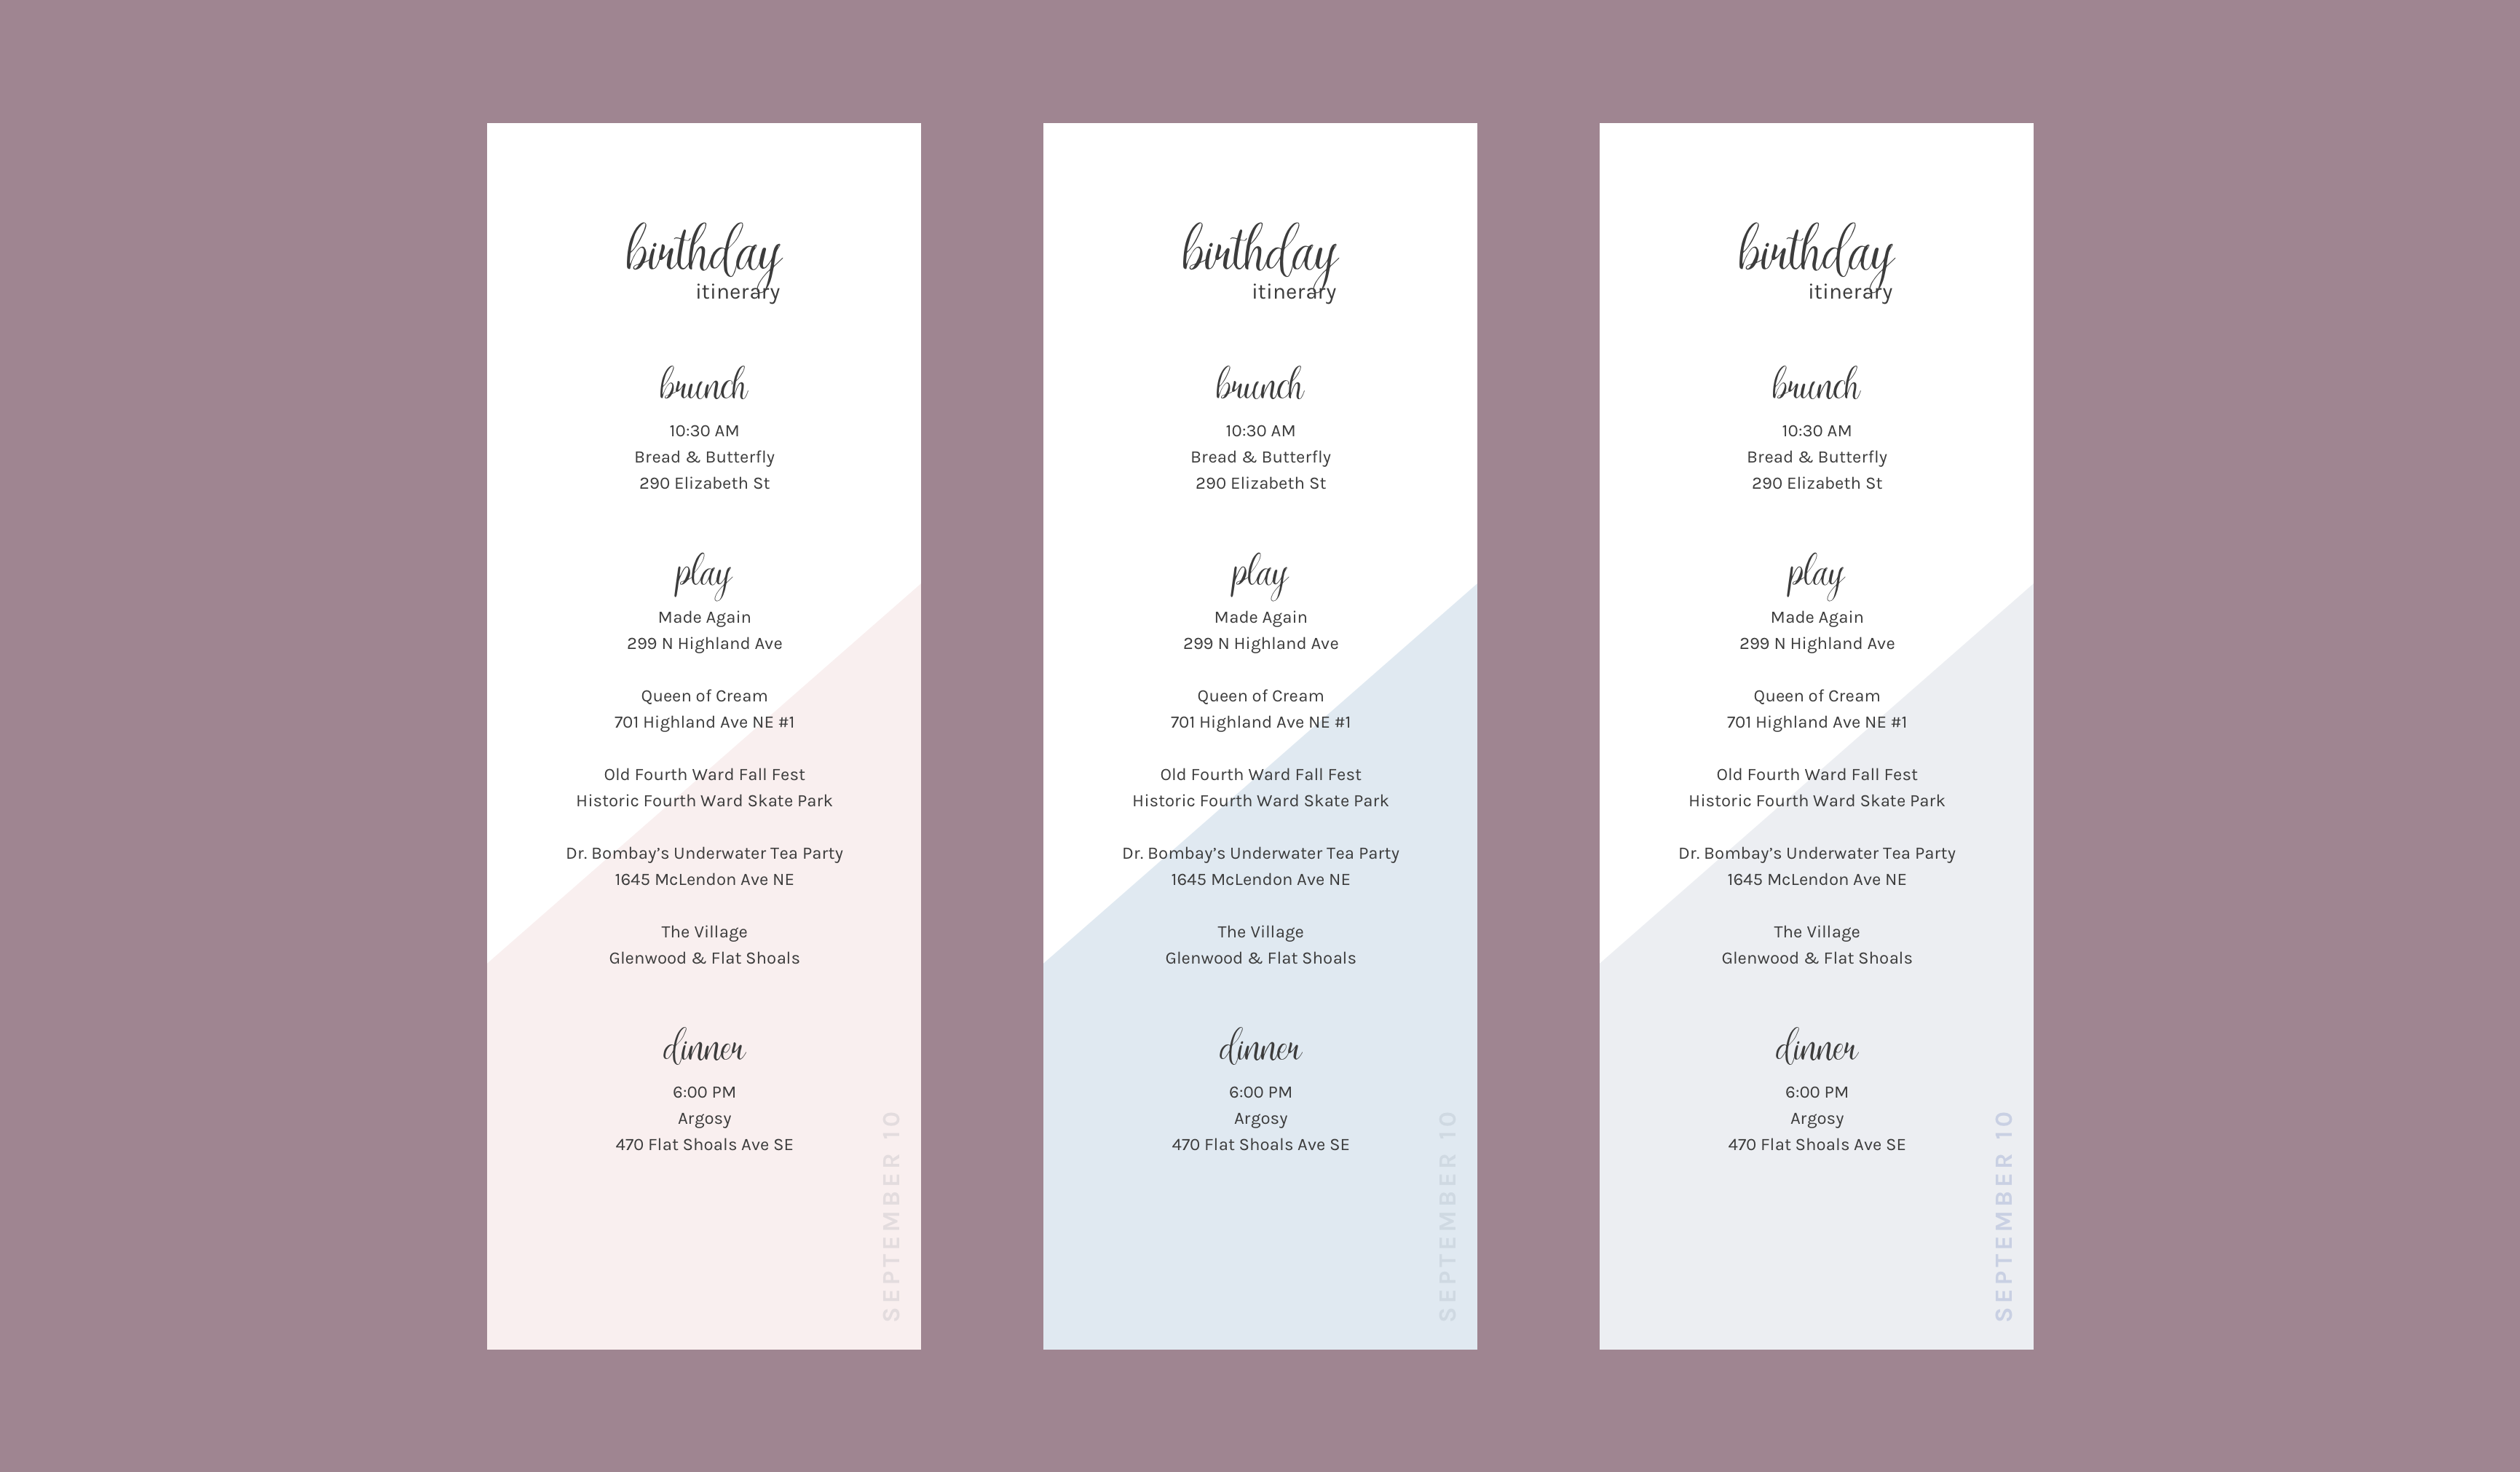 birthday
itinerary
brunch
10:30 AM
Bread & Butterfly
290 Elizabeth St
play
Made Again
299 N Highland Ave
Queen of Cream
701 Highland Ave NE #1
Old Fourth Ward Fall Fest
Historic Fourth Ward Skate Park
Dr. Bombay’s Underwater Tea Party
1645 McLendon Ave NE
The Village
Glenwood & Flat Shoals
dinner
6:00 PM
Argosy
470 Flat Shoals Ave SE
SEPTEMBER 10
birthday
itinerary
brunch
10:30 AM
Bread & Butterfly
290 Elizabeth St
play
Made Again
299 N Highland Ave
Queen of Cream
701 Highland Ave NE #1
Old Fourth Ward Fall Fest
Historic Fourth Ward Skate Park
Dr. Bombay’s Underwater Tea Party
1645 McLendon Ave NE
The Village
Glenwood & Flat Shoals
dinner
6:00 PM
Argosy
470 Flat Shoals Ave SE
SEPTEMBER 10
birthday
itinerary
brunch
10:30 AM
Bread & Butterfly
290 Elizabeth St
play
Made Again
299 N Highland Ave
Queen of Cream
701 Highland Ave NE #1
Old Fourth Ward Fall Fest
Historic Fourth Ward Skate Park
Dr. Bombay’s Underwater Tea Party
1645 McLendon Ave NE
The Village
Glenwood & Flat Shoals
dinner
6:00 PM
Argosy
470 Flat Shoals Ave SE
SEPTEMBER 10